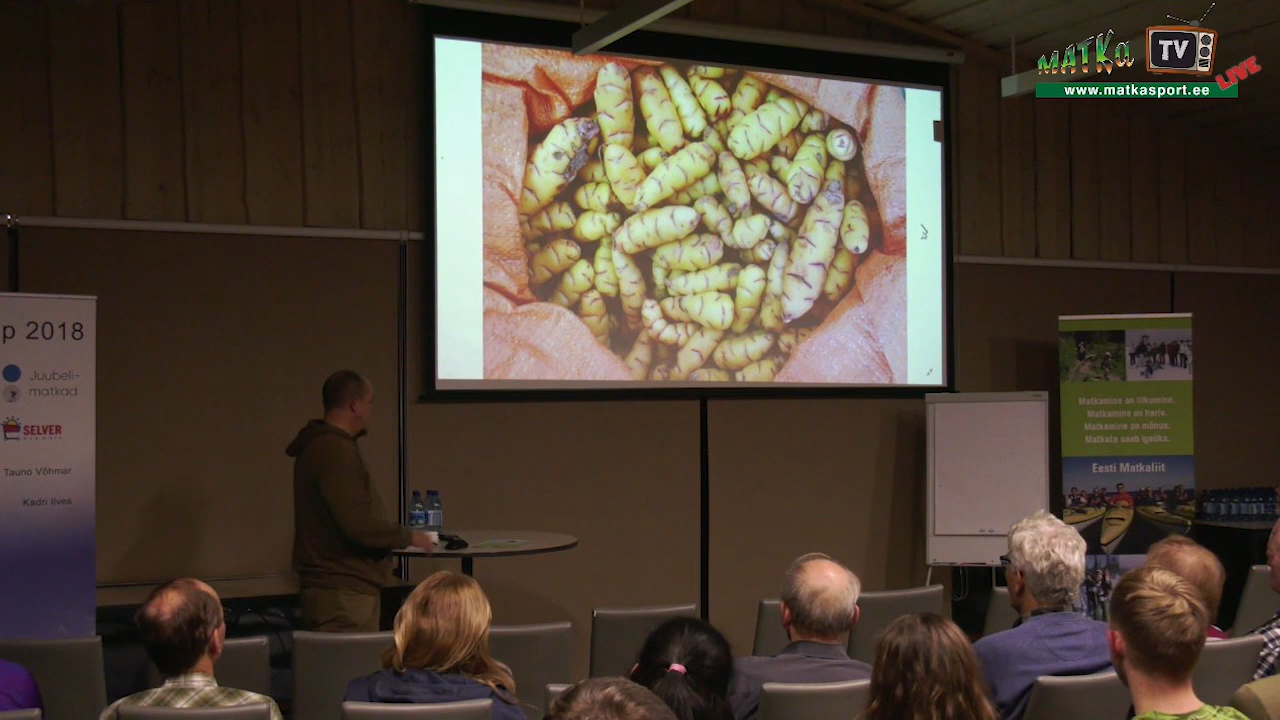 MATKa TV
LIVE
www.matkasport.ee
p 2018
Juubeli-
matkad
SELVER
Tauno Võhmar
Kadri Ilves
Matkamine on liikumine.
Matkamine on hariv.
Matkamine on mõnus.
Matkata saab igaüks.
Eesti Matkaliit